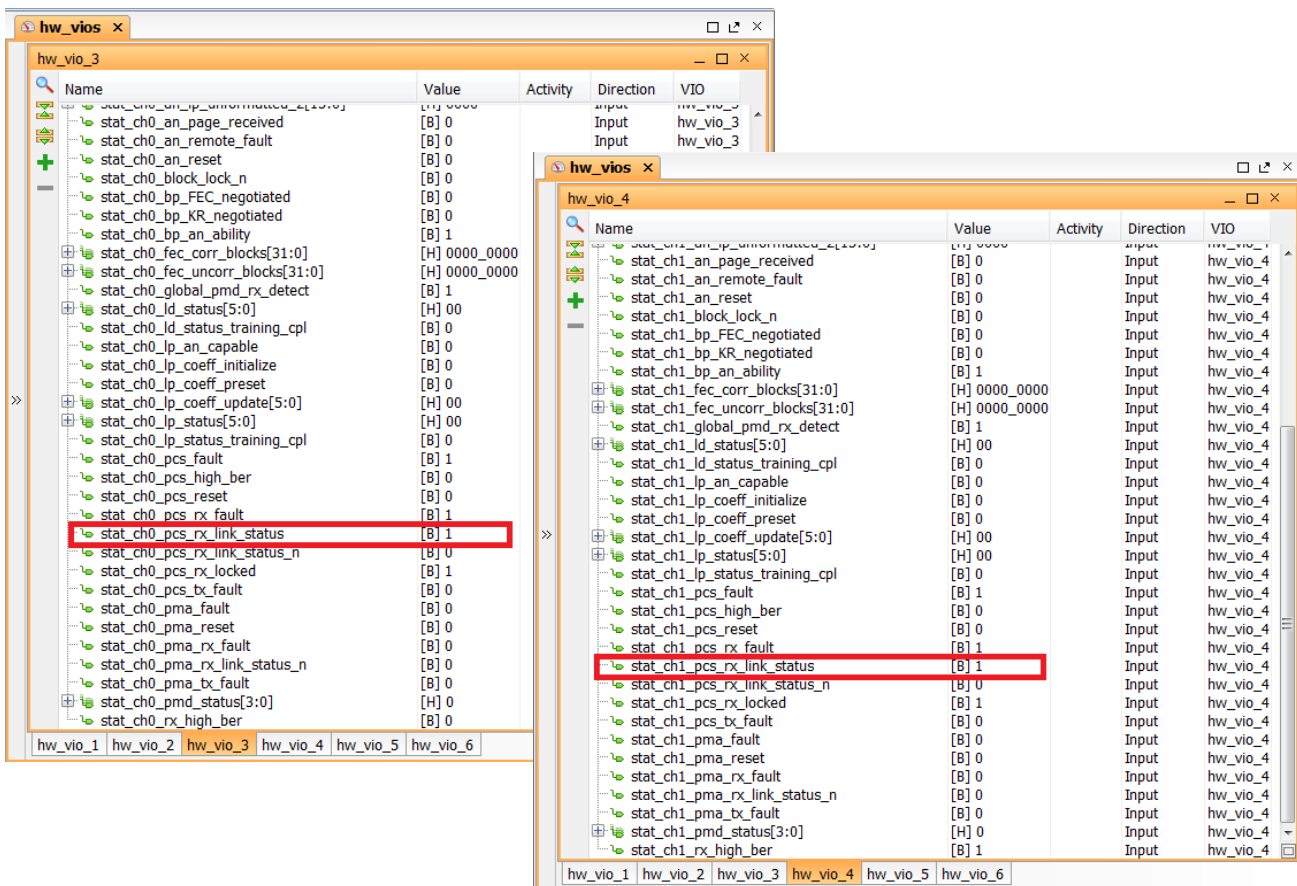 hw_vios
hw_vio_3
Name Value Activity Direction VIO
stat_ch0_an_lp_unformatted_2[15:0] [H] 0000 Input hw_vio_3
stat_ch0_an_page_received [B] 0 Input hw_vio_3
stat_ch0_an_remote_fault [B] 0 Input hw_vio_3
stat_ch0_an_reset [B] 0
stat_ch0_block_lock_n [B] 0
stat_ch0_bp_FEC_negotiated [B] 0
stat_ch0_bp_KR_negotiated [B] 0
stat_ch0_bp_an_ability [B] 1
stat_ch0_fec_corr_blocks[31:0] [H] 0000_0000
stat_ch0_fec_uncorr_blocks[31:0] [H] 0000_0000
stat_ch0_global_pmd_rx_detect [B] 1
stat_ch0_ld_status[5:0] [H] 00
stat_ch0_ld_status_training_cpl [B] 0
stat_ch0_lp_an_capable [B] 0
stat_ch0_lp_coeff_initialize [B] 0
stat_ch0_lp_coeff_preset [B] 0
stat_ch0_lp_coeff_update[5:0] [H] 00
stat_ch0_lp_status[5:0] [H] 00
stat_ch0_lp_status_training_cpl [B] 0
stat_ch0_pcs_fault [B] 1
stat_ch0_pcs_high_ber [B] 0
stat_ch0_pcs_reset [B] 0
stat_ch0_pcs_rx_fault [B] 1
stat_ch0_pcs_rx_link_status [B] 1
stat_ch0_pcs_rx_link_status_n [B] 0
stat_ch0_pcs_rx_locked [B] 1
stat_ch0_pcs_tx_fault [B] 0
stat_ch0_pma_fault [B] 0
stat_ch0_pma_reset [B] 0
stat_ch0_pma_rx_fault [B] 0
stat_ch0_pma_rx_link_status_n [B] 0
stat_ch0_pma_tx_fault [B] 0
stat_ch0_pmd_status[3:0] [H] 0
stat_ch0_rx_high_ber [B] 0
hw_vio_1 hw_vio_2 hw_vio_3 hw_vio_4 hw_vio_5 hw_vio_6
hw_vios
hw_vio_4
Name Value Activity Direction VIO
stat_ch1_an_lp_unformatted_2[15:0] [H] 0000 Input hw_vio_4
stat_ch1_an_page_received [B] 0 Input hw_vio_4
stat_ch1_an_remote_fault [B] 0 Input hw_vio_4
stat_ch1_an_reset [B] 0 Input hw_vio_4
stat_ch1_block_lock_n [B] 0 Input hw_vio_4
stat_ch1_bp_FEC_negotiated [B] 0 Input hw_vio_4
stat_ch1_bp_KR_negotiated [B] 0 Input hw_vio_4
stat_ch1_bp_an_ability [B] 1 Input hw_vio_4
stat_ch1_fec_corr_blocks[31:0] [H] 0000_0000 Input hw_vio_4
stat_ch1_fec_uncorr_blocks[31:0] [H] 0000_0000 Input hw_vio_4
stat_ch1_global_pmd_rx_detect [B] 1 Input hw_vio_4
stat_ch1_ld_status[5:0] [H] 00 Input hw_vio_4
stat_ch1_ld_status_training_cpl [B] 0 Input hw_vio_4
stat_ch1_lp_an_capable [B] 0 Input hw_vio_4
stat_ch1_lp_coeff_initialize [B] 0 Input hw_vio_4
stat_ch1_lp_coeff_preset [B] 0 Input hw_vio_4
stat_ch1_lp_coeff_update[5:0] [H] 00 Input hw_vio_4
stat_ch1_lp_status[5:0] [H] 00 Input hw_vio_4
stat_ch1_lp_status_training_cpl [B] 0 Input hw_vio_4
stat_ch1_pcs_fault [B] 1 Input hw_vio_4
stat_ch1_pcs_high_ber [B] 0 Input hw_vio_4
stat_ch1_pcs_reset [B] 0 Input hw_vio_4
stat_ch1_pcs_rx_fault [B] 1 Input hw_vio_4
stat_ch1_pcs_rx_link_status [B] 1 Input hw_vio_4
stat_ch1_pcs_rx_link_status_n [B] 0 Input hw_vio_4
stat_ch1_pcs_rx_locked [B] 1 Input hw_vio_4
stat_ch1_pcs_tx_fault [B] 0 Input hw_vio_4
stat_ch1_pma_fault [B] 0 Input hw_vio_4
stat_ch1_pma_reset [B] 0 Input hw_vio_4
stat_ch1_pma_rx_fault [B] 0 Input hw_vio_4
stat_ch1_pma_rx_link_status_n [B] 0 Input hw_vio_4
stat_ch1_pma_tx_fault [B] 0 Input hw_vio_4
stat_ch1_pmd_status[3:0] [H] 0 Input hw_vio_4
stat_ch1_rx_high_ber [B] 1 Input hw_vio_4
hw_vio_1 hw_vio_2 hw_vio_3 hw_vio_4 hw_vio_5 hw_vio_6